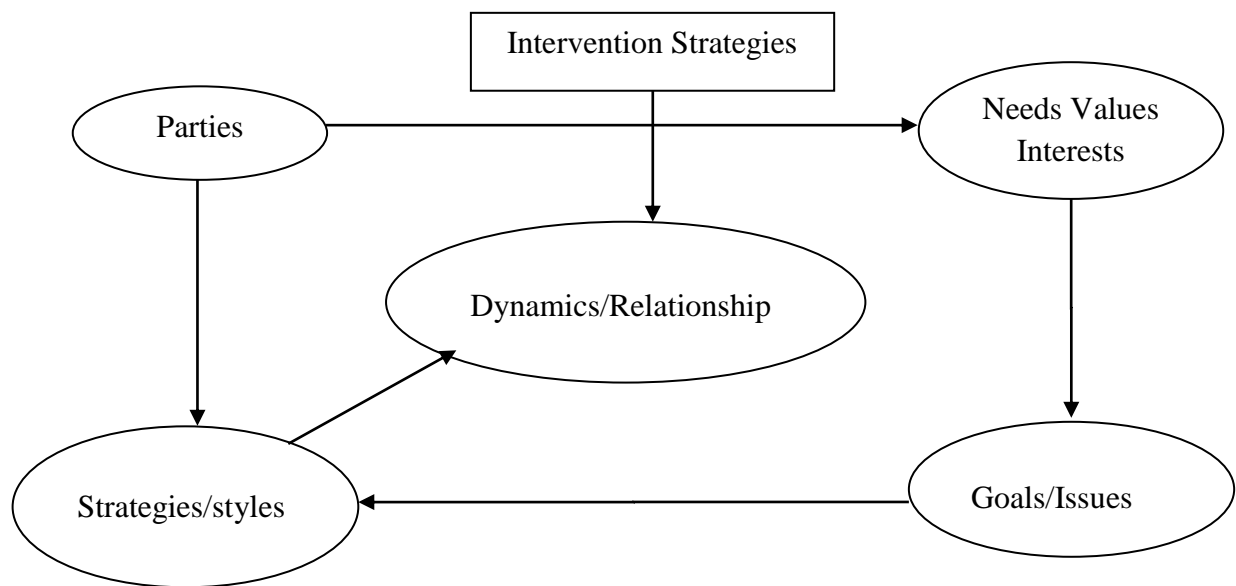 Intervention Strategies
Parties
Needs Values
Interests
Dynamics/Relationship
Strategies/styles
Goals/Issues